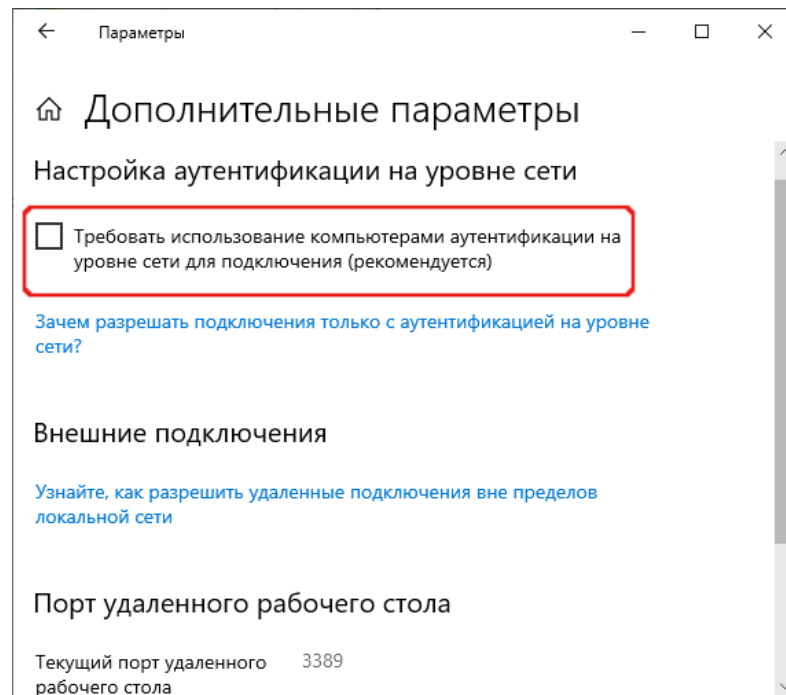 Параметры
Дополнительные параметры
Настройка аутентификации на уровне сети
Требовать использование компьютерами аутентификации на
уровне сети для подключения (рекомендуется)
Зачем разрешать подключения только с аутентификацией на уровне
сети?
Внешние подключения
Узнайте, как разрешить удаленные подключения вне пределов
локальной сети
Порт удаленного рабочего стола
Текущий порт удаленного 3389
рабочего стола